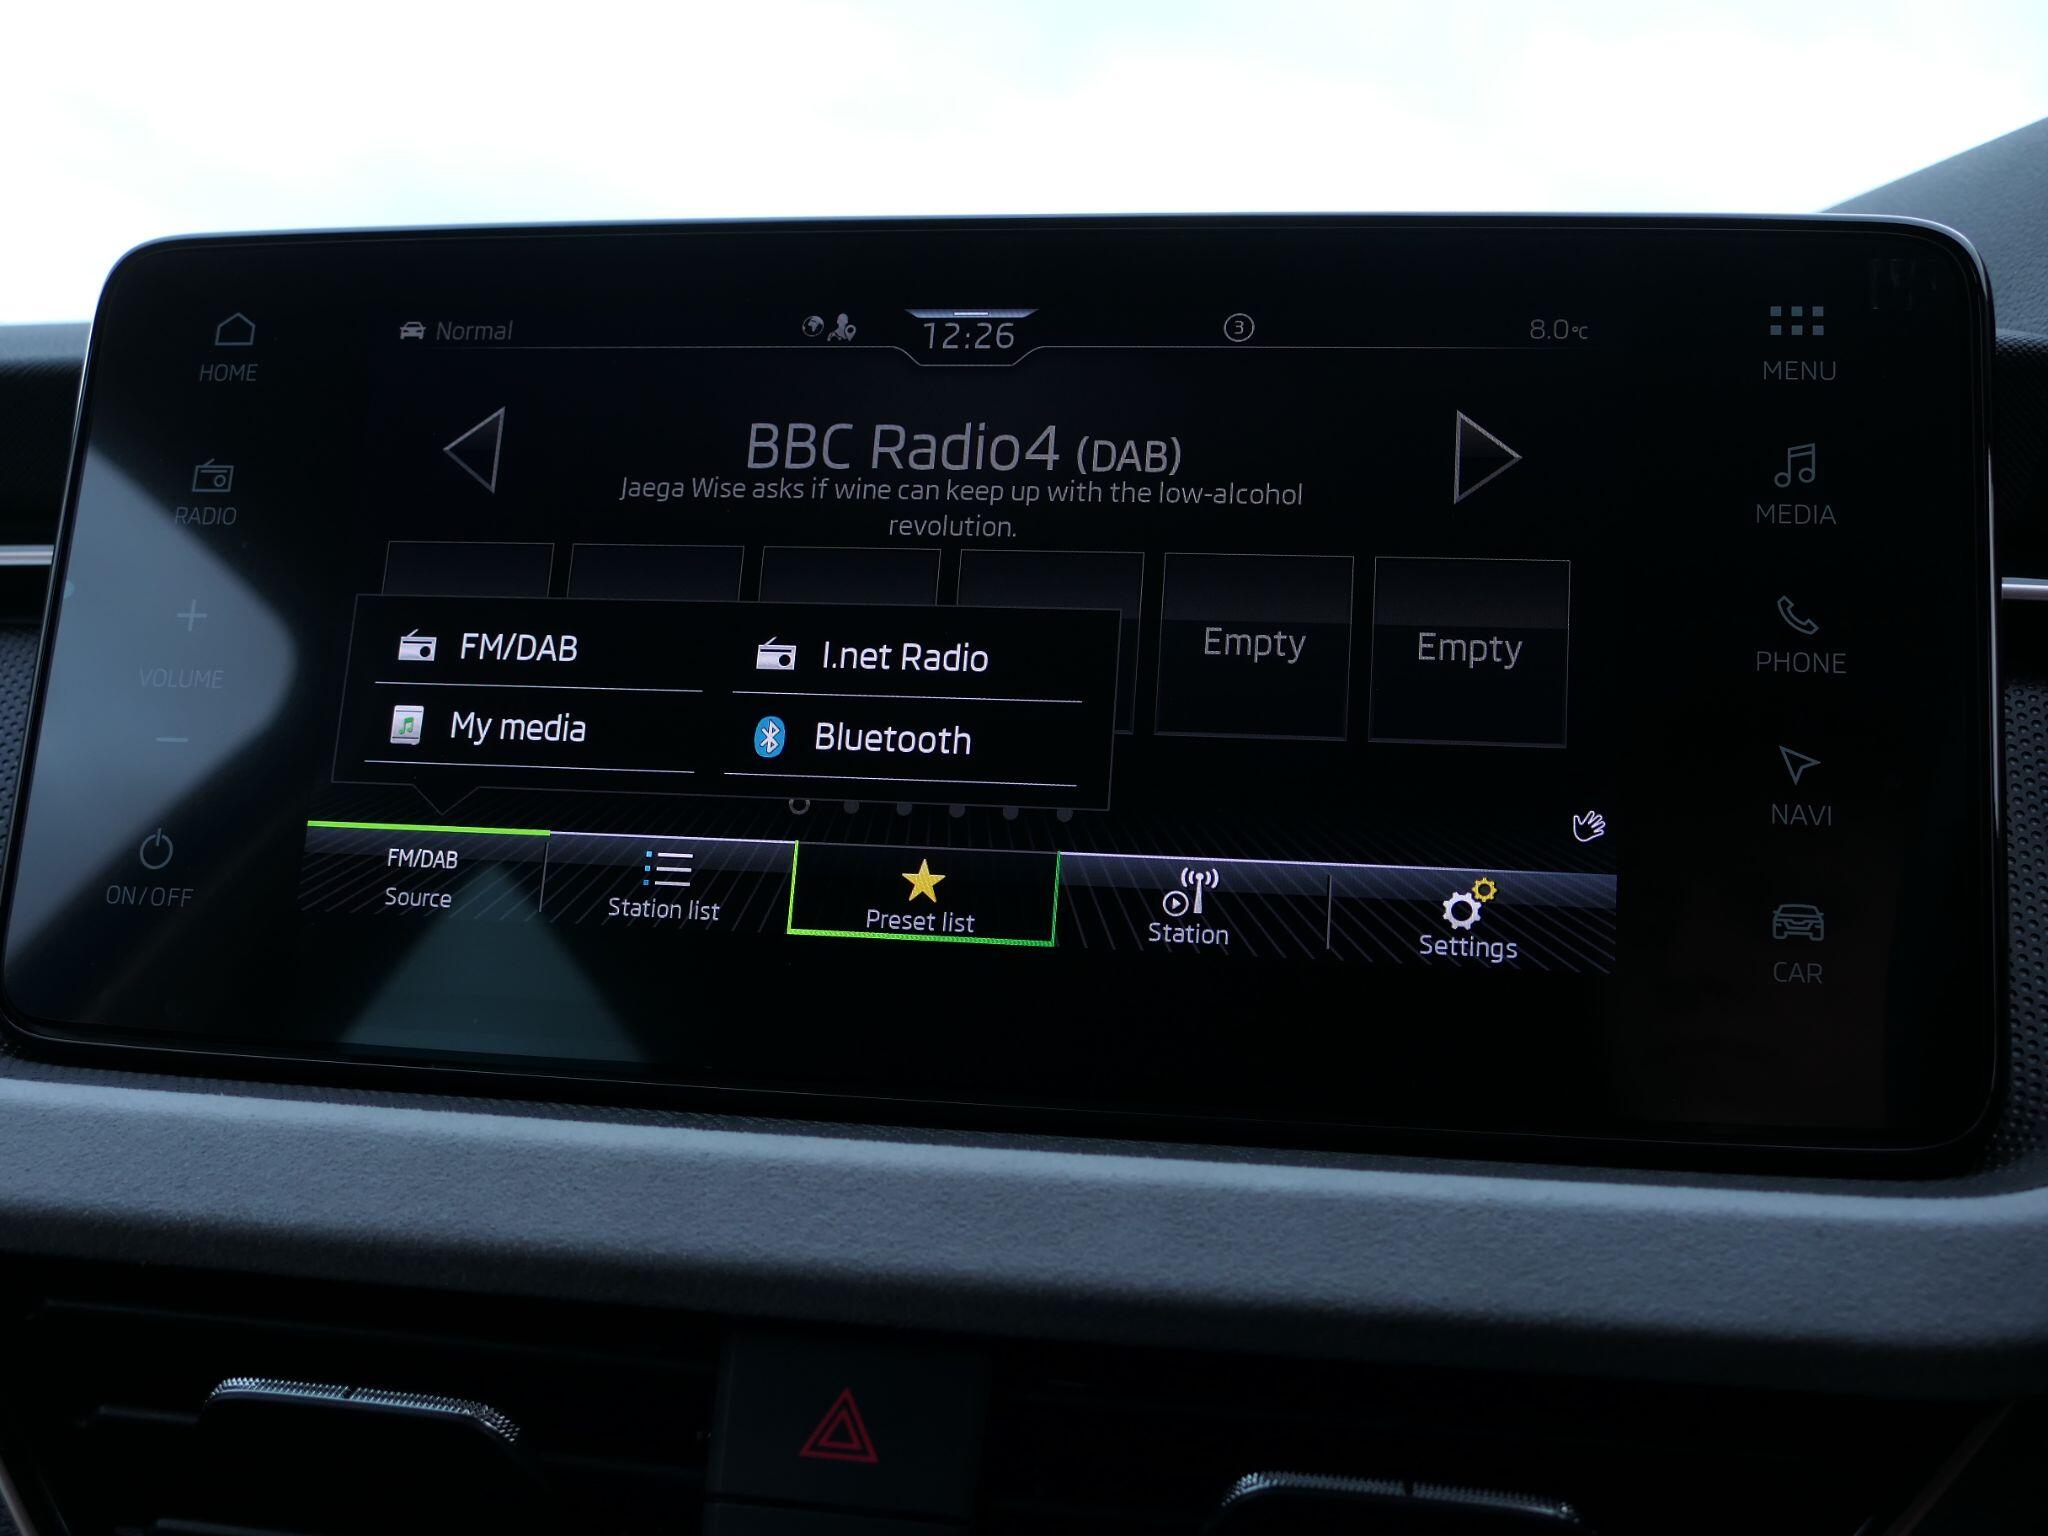 HOME
Normal
12:26
3
8.0°C
MENU
BBC Radio4 (DAB)
Jaega Wise asks if wine can keep up with the low-alcohol
revolution.
RADIO
MEDIA
FM/DAB
I.net Radio
Empty
Empty
PHONE
VOLUME
My media
Bluetooth
NAVI
ON/OFF
FM/DAB
Source
Station list
Preset list
Station
Settings
CAR